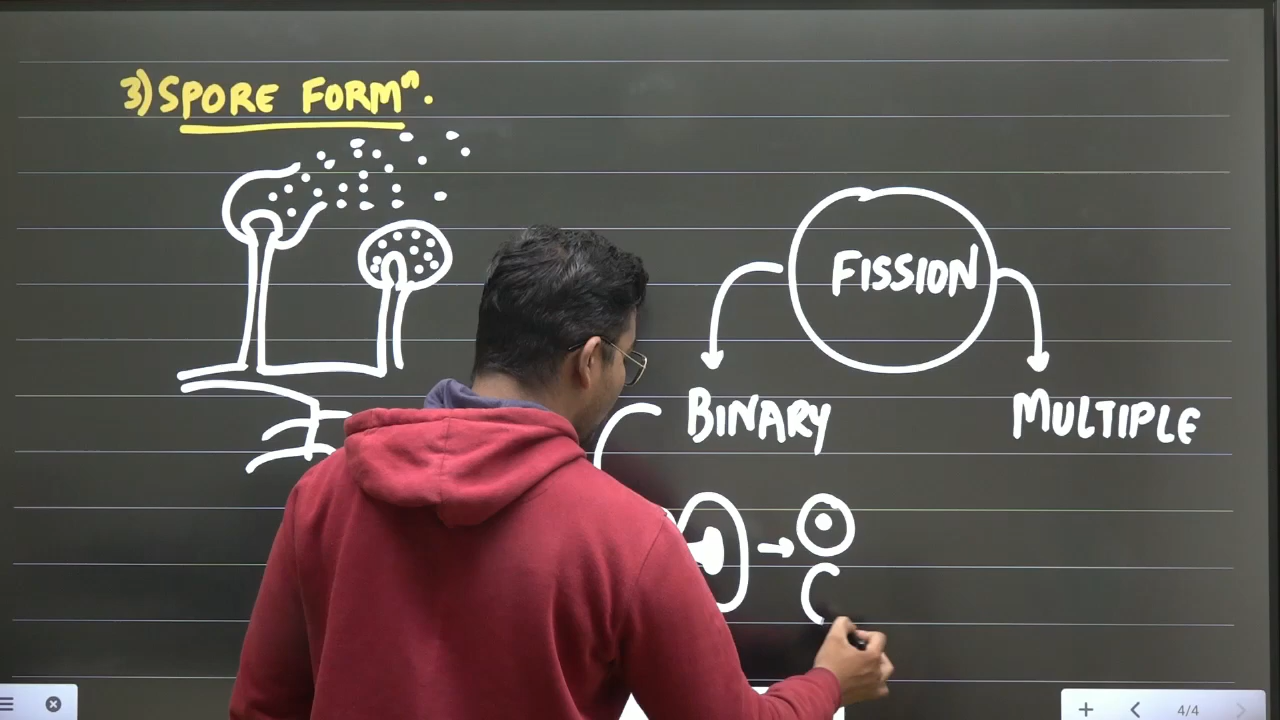 3) SPORE FORMⁿ.
FISSION
BINARY
MULTIPLE
4/4